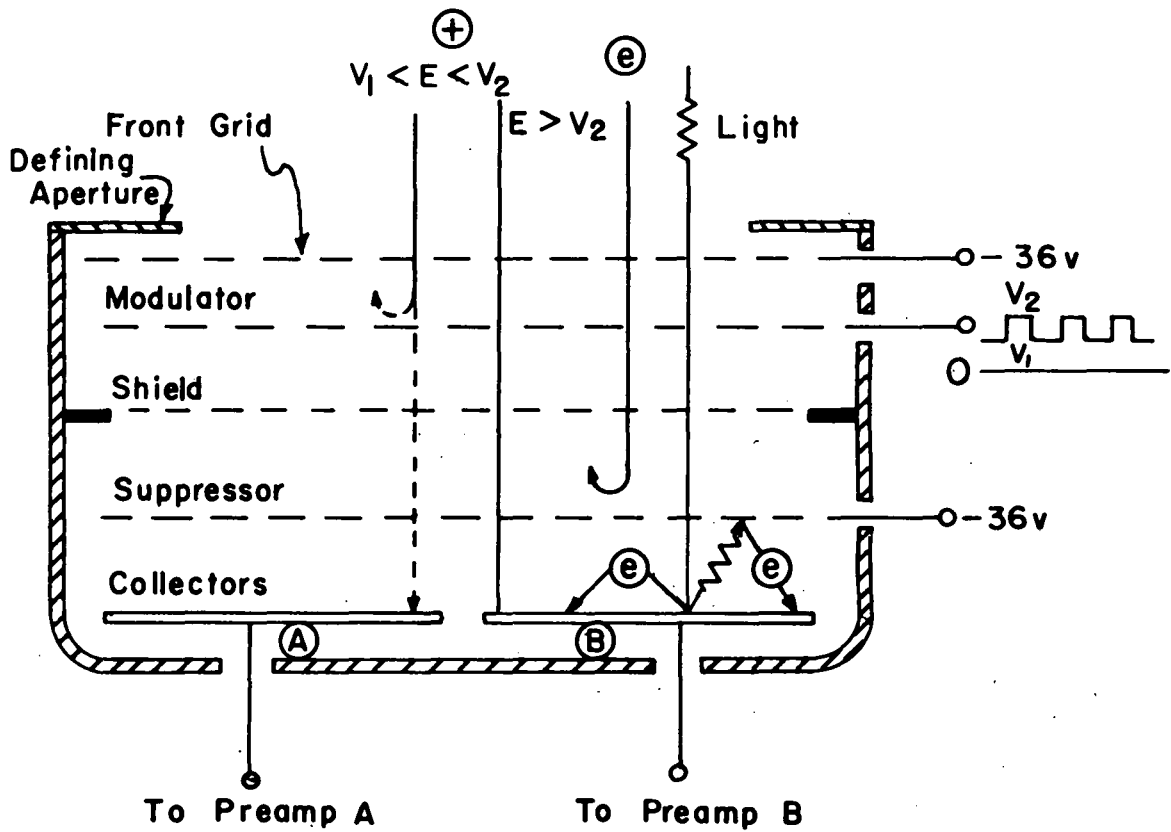 +
e
V₁ < E < V₂
E > V₂
Light
Front Grid
Defining
Aperture
- 36v
Modulator
V₂
V₁
0
Shield
Suppressor
-36v
e
e
Collectors
A
B
To Preamp A
To Preamp B